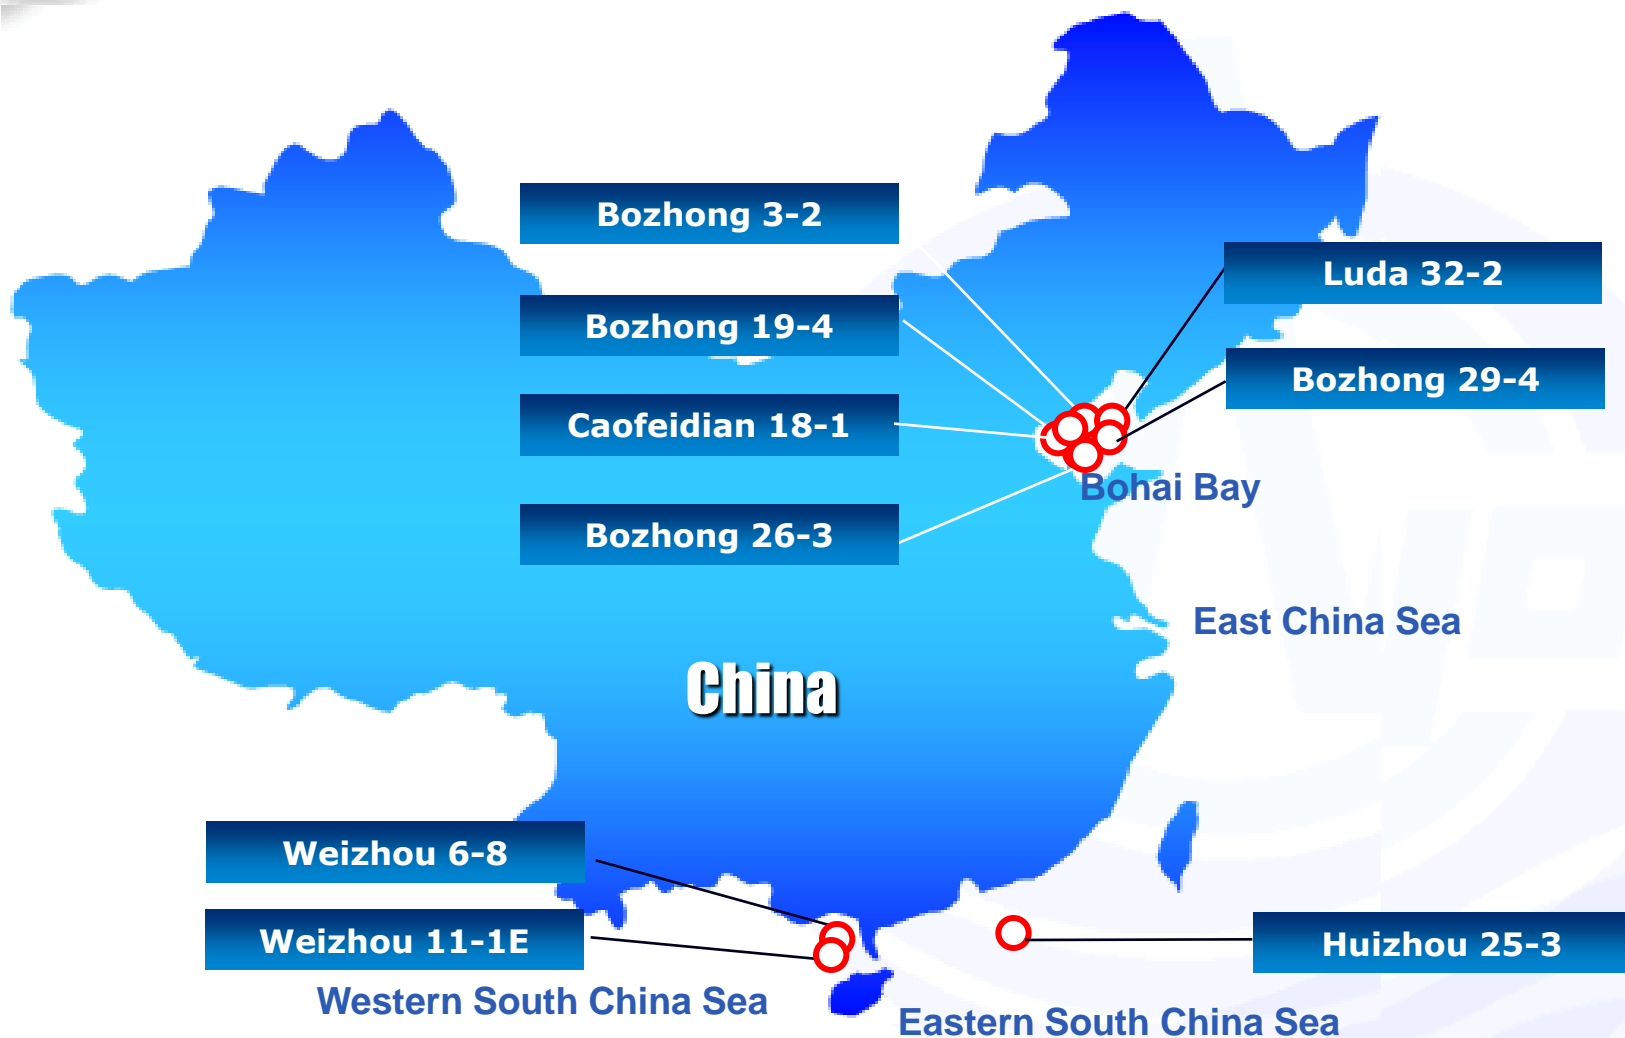 Bozhong 3-2
Luda 32-2
Bozhong 19-4
Bozhong 29-4
Caofeidian 18-1
Bohai Bay
Bozhong 26-3
East China Sea
China
Weizhou 6-8
Weizhou 11-1E
Huizhou 25-3
Western South China Sea
Eastern South China Sea